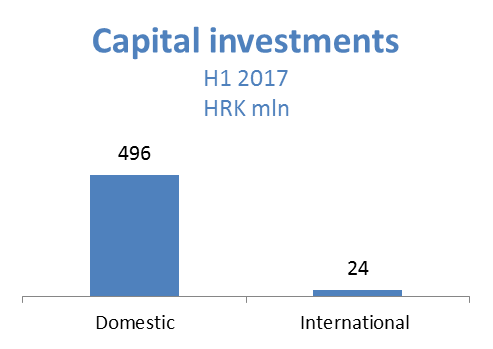 Capital investments
H1 2017
HRK mln
496
24
Domestic
International